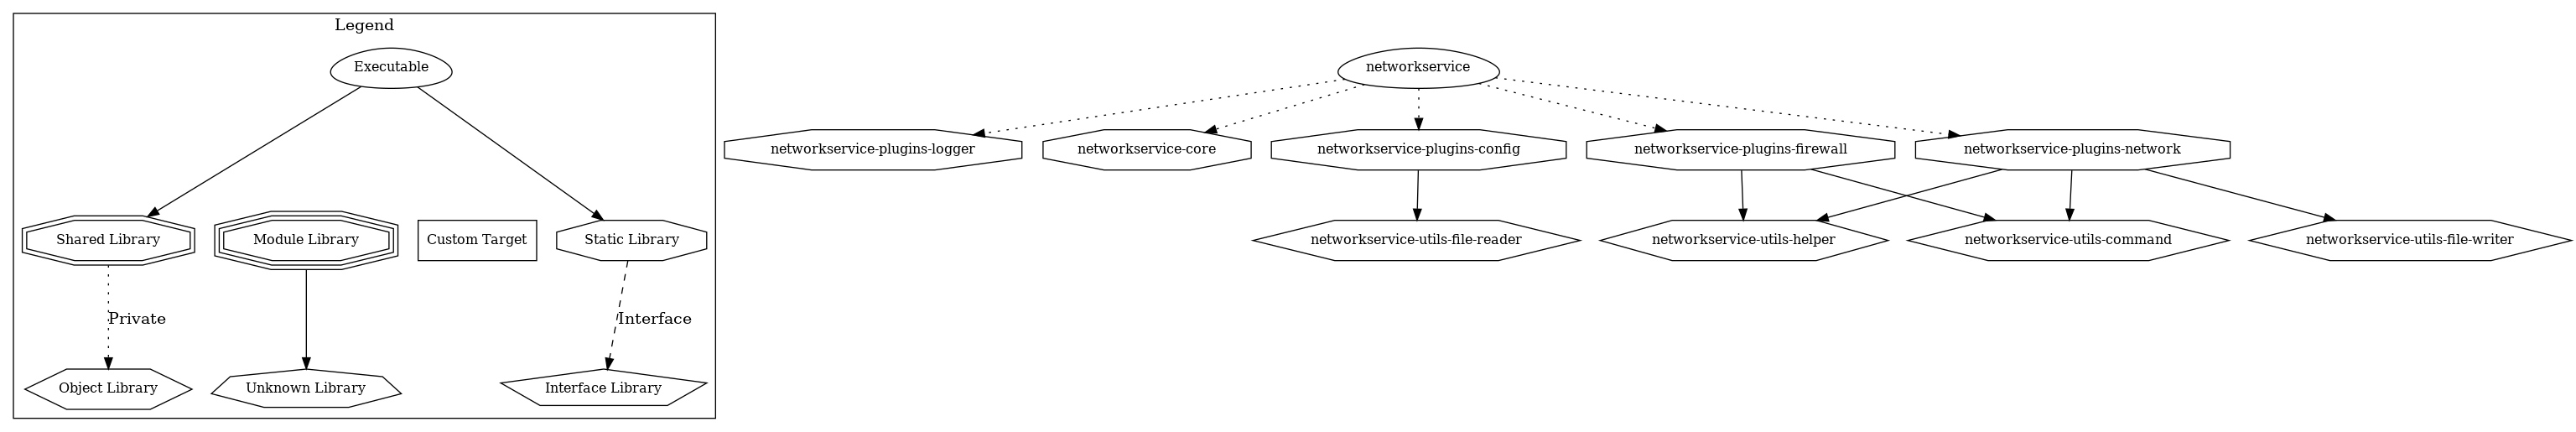 Legend
Executable
Shared Library
Module Library
Custom Target
Static Library
Private
Interface
Object Library
Unknown Library
Interface Library
networkservice
networkservice-plugins-logger
networkservice-core
networkservice-plugins-config
networkservice-plugins-firewall
networkservice-plugins-network
networkservice-utils-file-reader
networkservice-utils-helper
networkservice-utils-command
networkservice-utils-file-writer